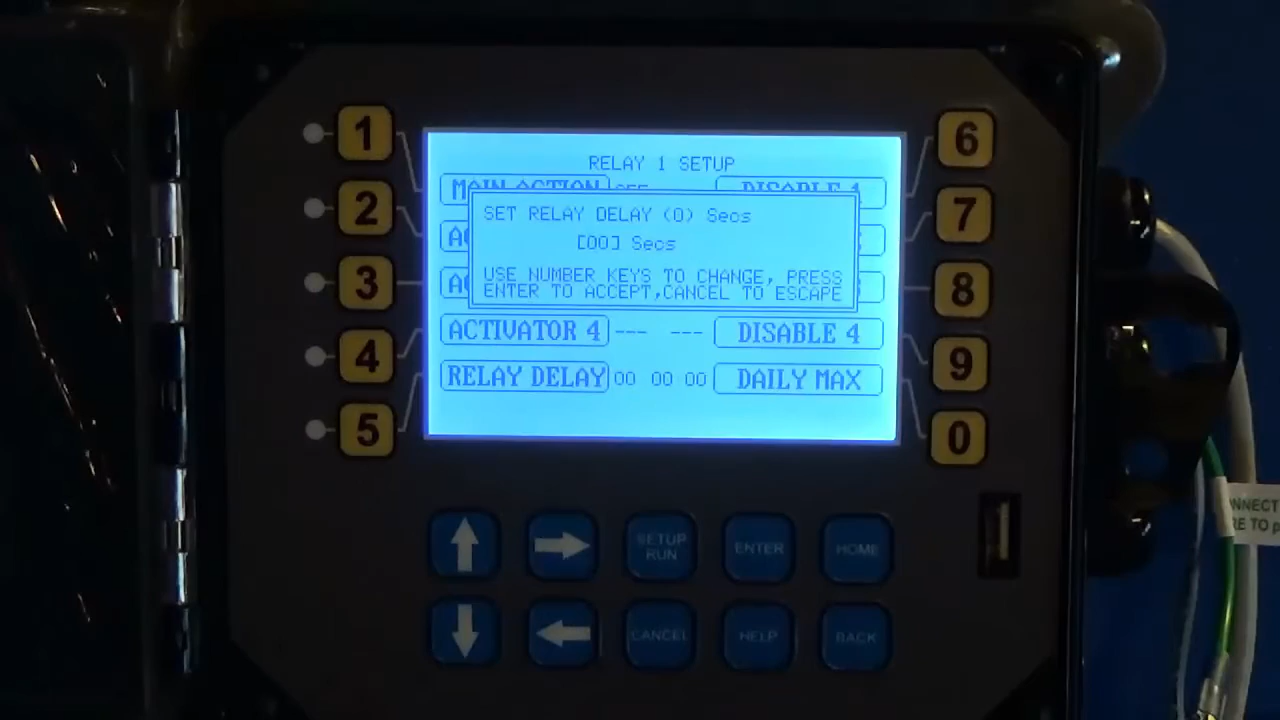 1
2
3
4
5
6
7
8
9
0
RELAY 1 SETUP
MAIN ACTION OFF DISABLE 1
SET RELAY DELAY (0) Secs
[00] Secs
USE NUMBER KEYS TO CHANGE, PRESS
ENTER TO ACCEPT,CANCEL TO ESCAPE
ACTIVATOR 4 --- --- DISABLE 4
RELAY DELAY 00 00 00 DAILY MAX
SETUP
RUN
ENTER
HOME
CANCEL
HELP
BACK